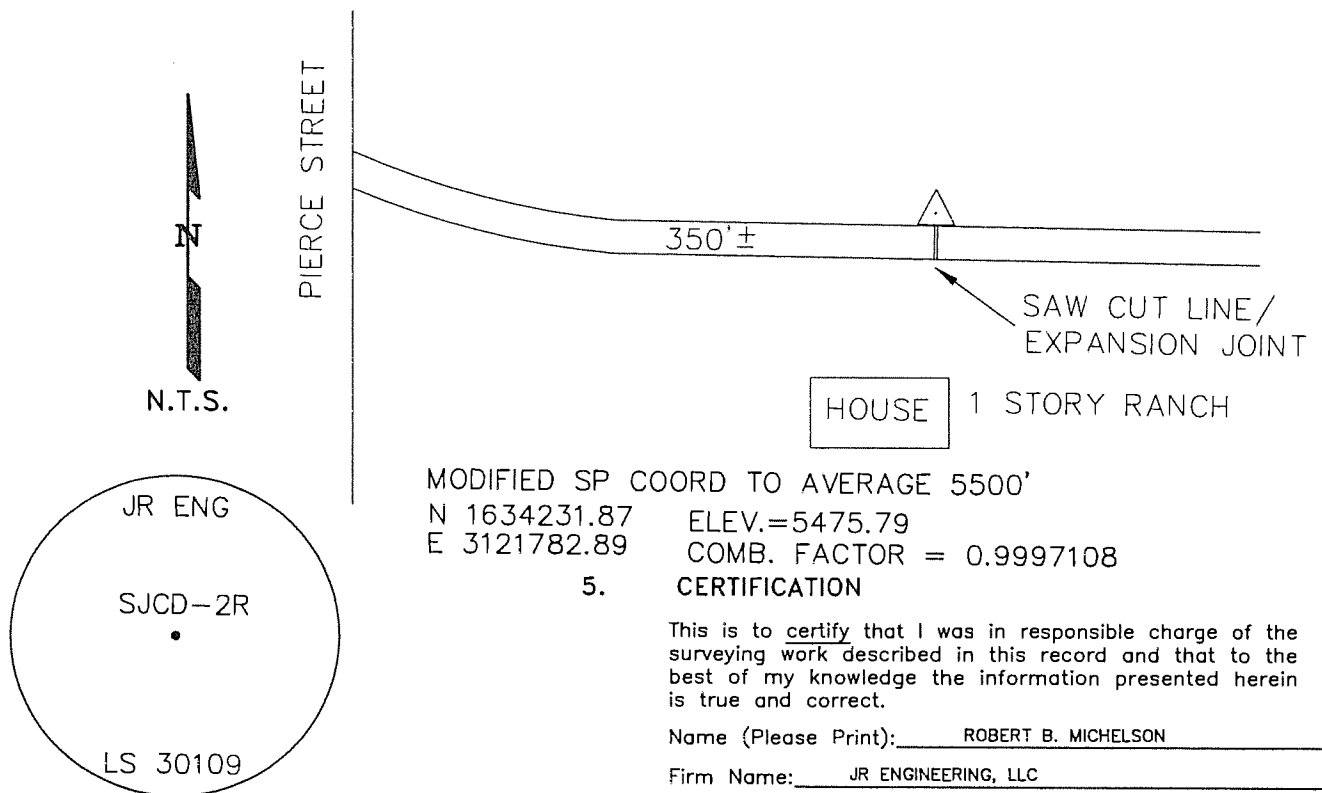 PIERCE STREET
N
N.T.S.
350'±
SAW CUT LINE/
EXPANSION JOINT
HOUSE
1 STORY RANCH
MODIFIED SP COORD TO AVERAGE 5500'
N 1634231.87 ELEV.=5475.79
E 3121782.89 COMB. FACTOR = 0.9997108
JR ENG
SJCD-2R
LS 30109
5. CERTIFICATION
This is to certify that I was in responsible charge of the
surveying work described in this record and that to the
best of my knowledge the information presented herein
is true and correct.
Name (Please Print): ROBERT B. MICHELSON
Firm Name: JR ENGINEERING, LLC